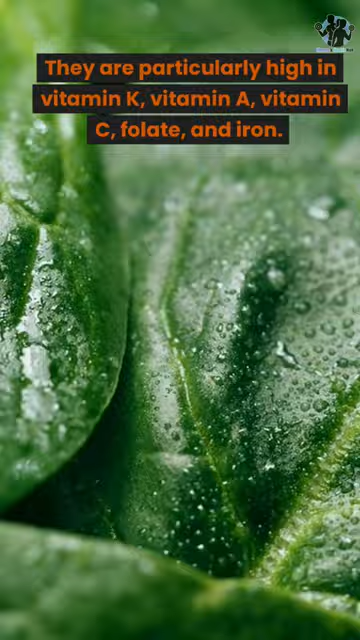 They are particularly high in
vitamin K, vitamin A, vitamin
C, folate, and iron.